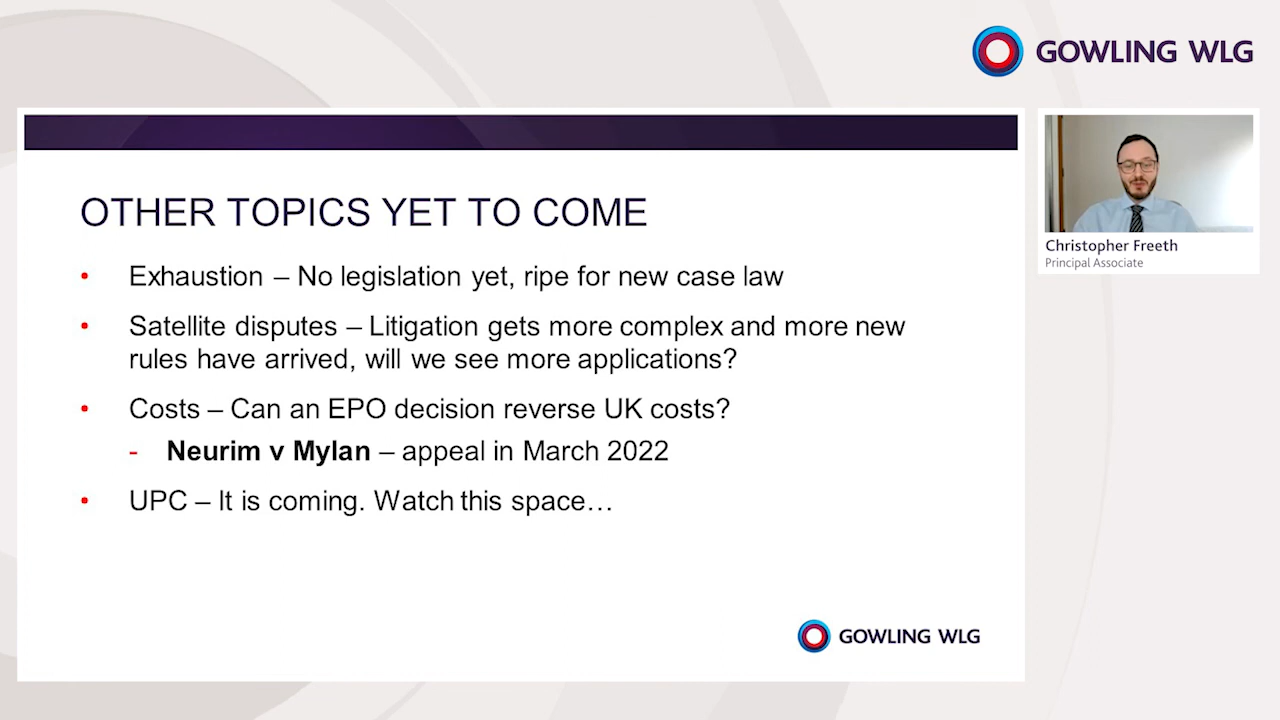 GOWLING WLG
OTHER TOPICS YET TO COME
• Exhaustion – No legislation yet, ripe for new case law
• Satellite disputes – Litigation gets more complex and more new
rules have arrived, will we see more applications?
• Costs – Can an EPO decision reverse UK costs?
- Neurim v Mylan – appeal in March 2022
• UPC – It is coming. Watch this space…
GOWLING WLG
Christopher Freeth
Principal Associate